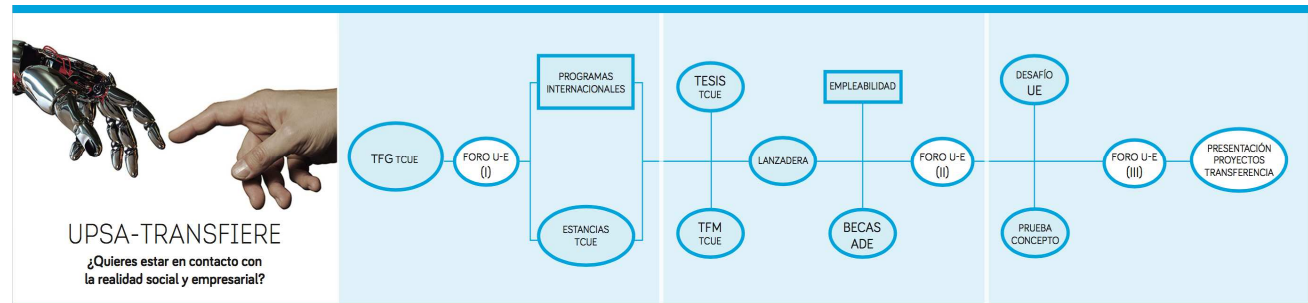 UPSA-TRANSFIERE
¿Quieres estar en contacto con
la realidad social y empresarial?
TFG TCUE
FORO U-E
(I)
PROGRAMAS
INTERNACIONALES
ESTANCIAS
TCUE
TESIS
TCUE
TFM
TCUE
LANZADERA
EMPLEABILIDAD
BECAS
ADE
FORO U-E
(II)
DESAFÍO
UE
PRUEBA
CONCEPTO
FORO U-E
(III)
PRESENTACIÓN
PROYECTOS
TRANSFERENCIA